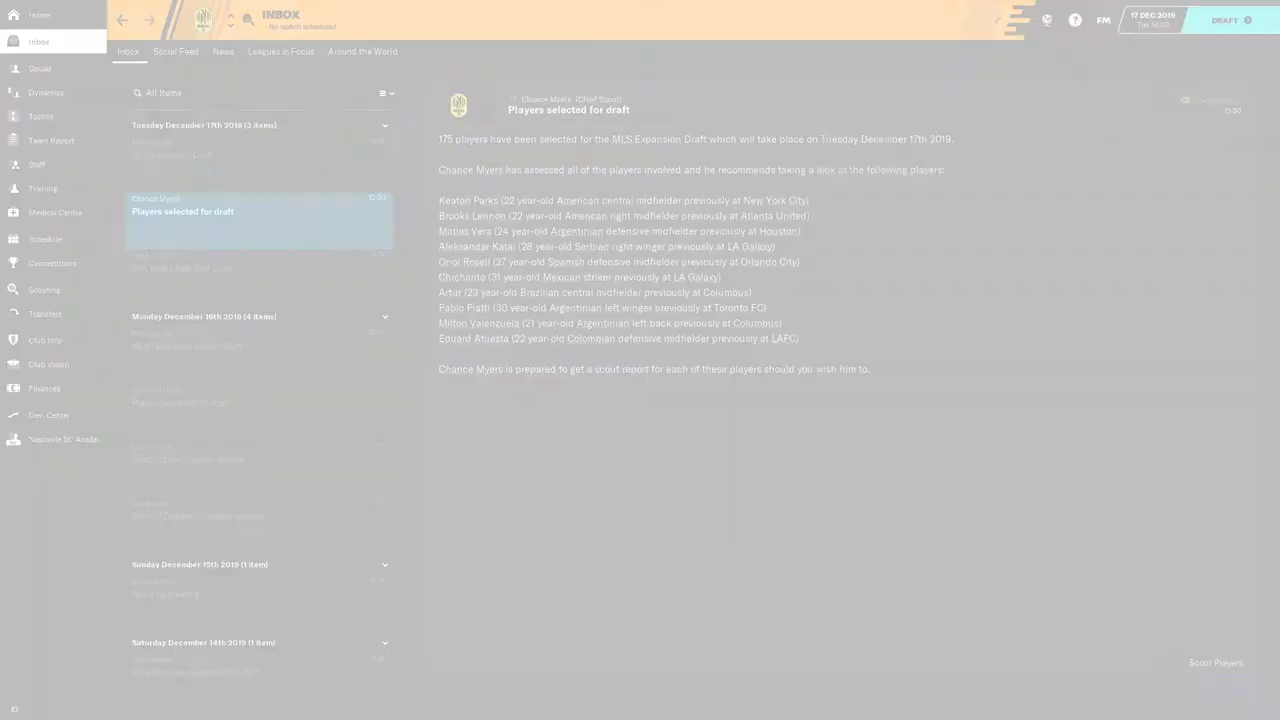 Home
INBOX
No match scheduled
FM
17 DEC 2019
Tue 14:00
DRAFT
Inbox
Inbox
Social Feed
News
Leagues in Focus
Around the World
Squad
Dynamics
Tactics
Team Report
Staff
Training
Medical Centre
Schedule
Competitions
Scouting
Transfers
Club Info
Club Vision
Finances
Dev. Center
Nashville SC Acade..
All Items
Tuesday December 17th 2019 (3 items)
Chance Myers
13:50
Players selected for draft
Monday December 16th 2019 (4 items)
Sunday December 15th 2019 (1 item)
Saturday December 14th 2019 (1 item)
Chance Myers (Chief Scout)
Players selected for draft
13:50
175 players have been selected for the MLS Expansion Draft which will take place on Tuesday December 17th 2019.
Chance Myers has assessed all of the players involved and he recommends taking a look at the following players:
Keaton Parks (22 year-old American central midfielder previously at New York City)
Brooks Lennon (22 year-old American right midfielder previously at Atlanta United)
Matías Vera (24 year-old Argentinian defensive midfielder previously at Houston)
Aleksandar Katai (28 year-old Serbian right winger previously at LA Galaxy)
Oriol Rosell (27 year-old Spanish defensive midfielder previously at Orlando City)
Chicharito (31 year-old Mexican striker previously at LA Galaxy)
Artur (23 year-old Brazilian central midfielder previously at Columbus)
Pablo Piatti (30 year-old Argentinian left winger previously at Toronto FC)
Milton Valenzuela (21 year-old Argentinian left back previously at Columbus)
Eduard Atuesta (22 year-old Colombian defensive midfielder previously at LAFC)
Chance Myers is prepared to get a scout report for each of these players should you wish him to.
Scout Players